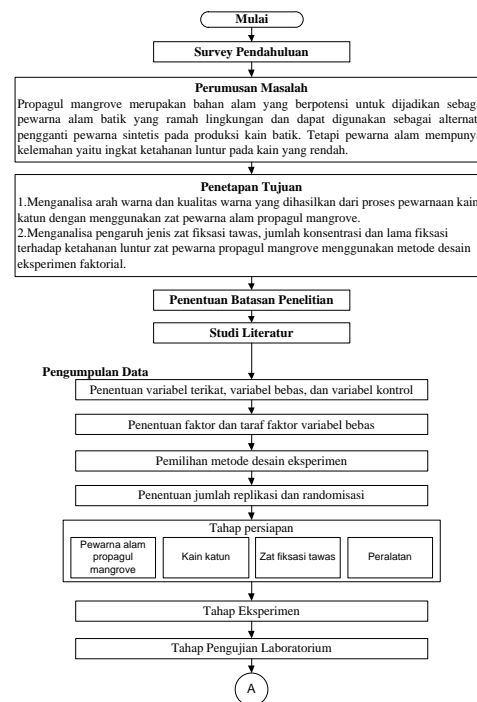 Mulai
Survey Pendahuluan
Perumusan Masalah
Propagul mangrove merupakan bahan alam yang berpotensi untuk dijadikan sebaga
pewarna alam batik yang ramah lingkungan dan dapat digunakan sebagai alternat
pengganti pewarna sintetis pada produksi kain batik. Tetapi pewarna alam mempunya
kelemahan yaitu ingkat ketahanan luntur pada kain yang rendah.
Penetapan Tujuan
1.Menganalisa arah warna dan kualitas warna yang dihasilkan dari proses pewarnaan kain
katun dengan menggunakan zat pewarna alam propagul mangrove.
2.Menganalisa pengaruh jenis zat fiksasi tawas, jumlah konsentrasi dan lama fiksasi
terhadap ketahanan luntur zat pewarna propagul mangrove menggunakan metode desain
eksperimen faktorial.
Penentuan Batasan Penelitian
Studi Literatur
Pengumpulan Data
Penentuan variabel terikat, variabel bebas, dan variabel kontrol
Penentuan faktor dan taraf faktor variabel bebas
Pemilihan metode desain eksperimen
Penentuan jumlah replikasi dan randomisasi
Tahap persiapan
Pewarna alam
propagul
mangrove
Kain katun
Zat fiksasi tawas
Peralatan
Tahap Eksperimen
Tahap Pengujian Laboratorium
A